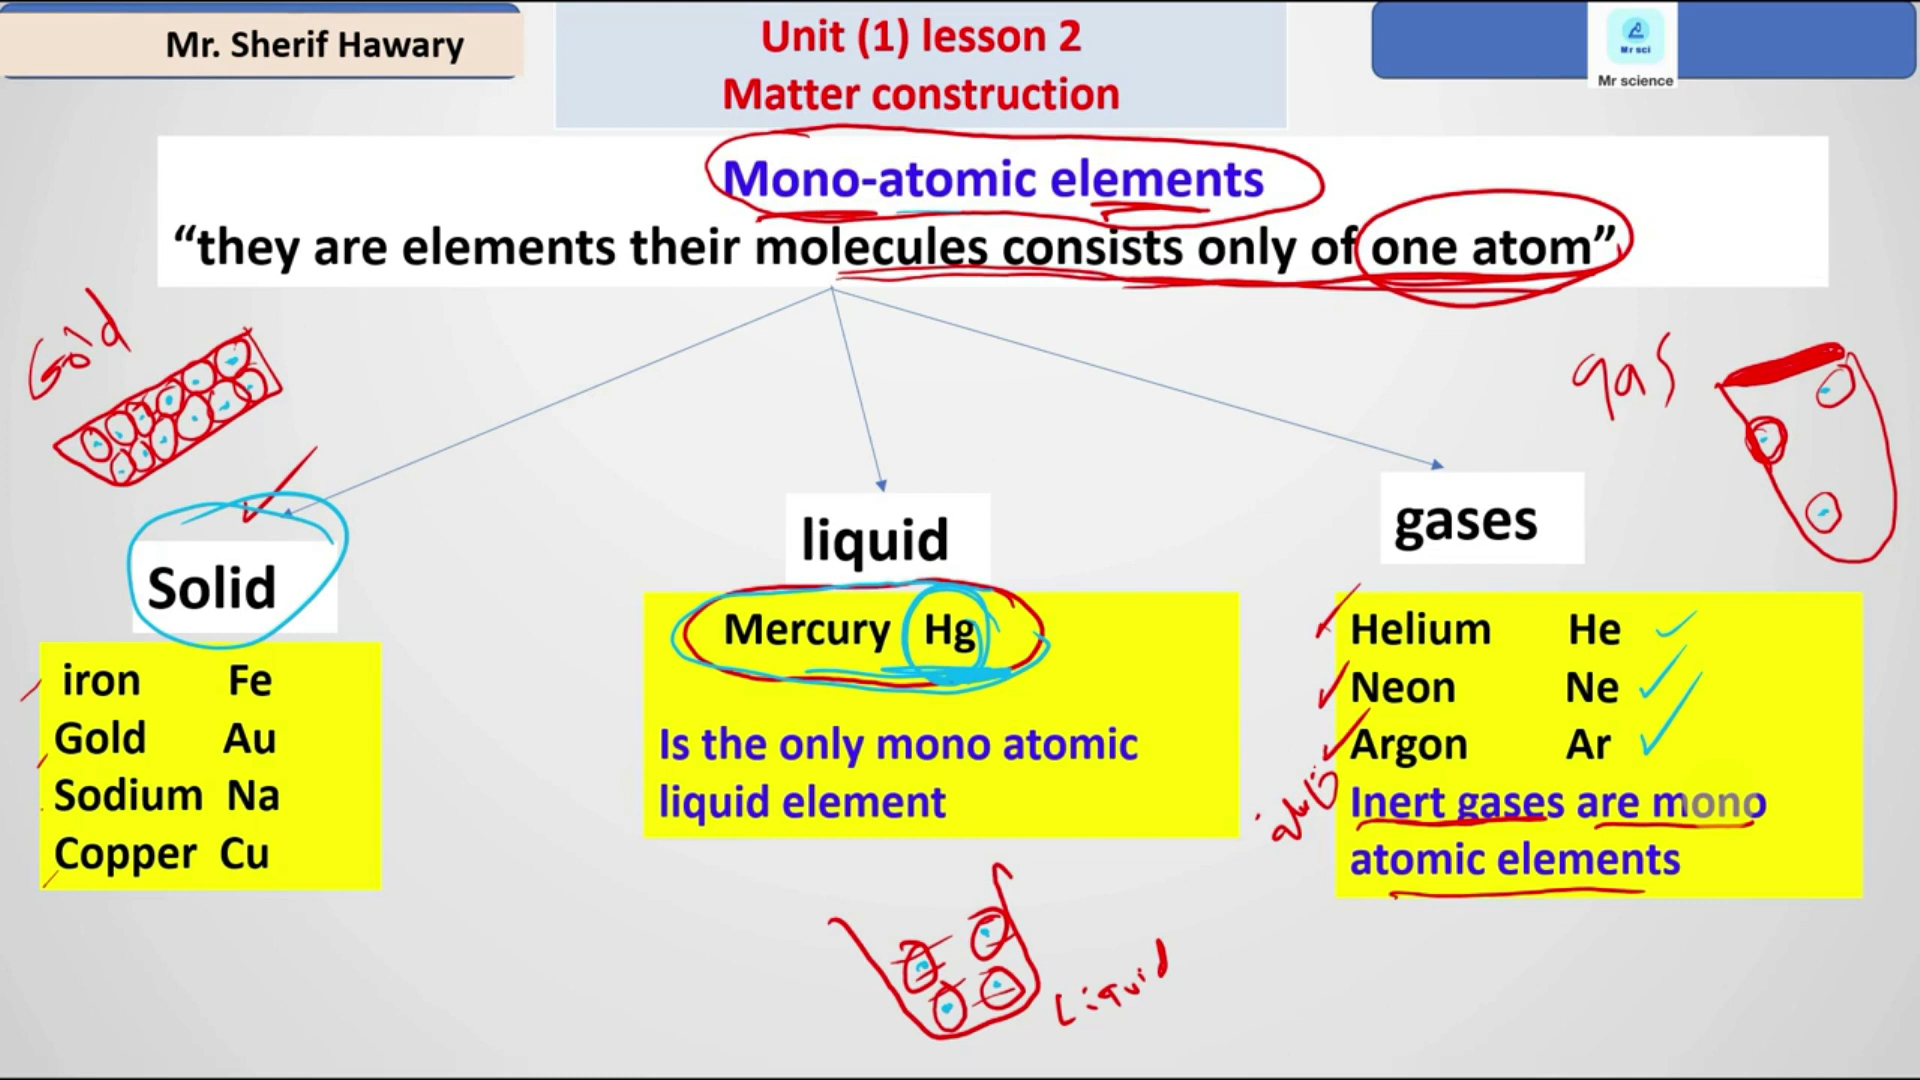 Mr. Sherif Hawary
Unit (1) lesson 2
Matter construction
Mr sci
Mr science
Mono-atomic elements
“they are elements their molecules consists only of one atom”
Gold
gas
Solid
liquid
gases
iron Fe
Gold Au
Sodium Na
Copper Cu
Mercury Hg
Is the only mono atomic
liquid element
Helium He
Neon Ne
Argon Ar
Inert gases are mono
atomic elements
Liquid